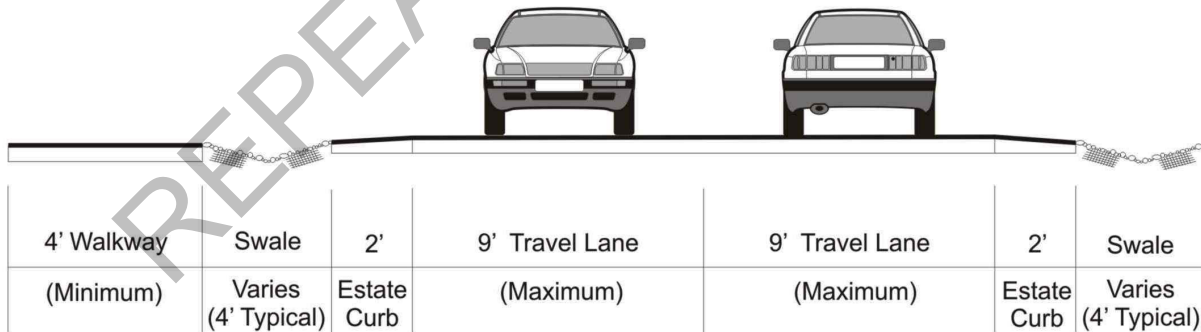 REPEA
4’ Walkway
(Minimum)
Swale
Varies
(4’ Typical)
2’
Estate
Curb
9’ Travel Lane
(Maximum)
9’ Travel Lane
(Maximum)
2’
Estate
Curb
Swale
Varies
(4’ Typical)